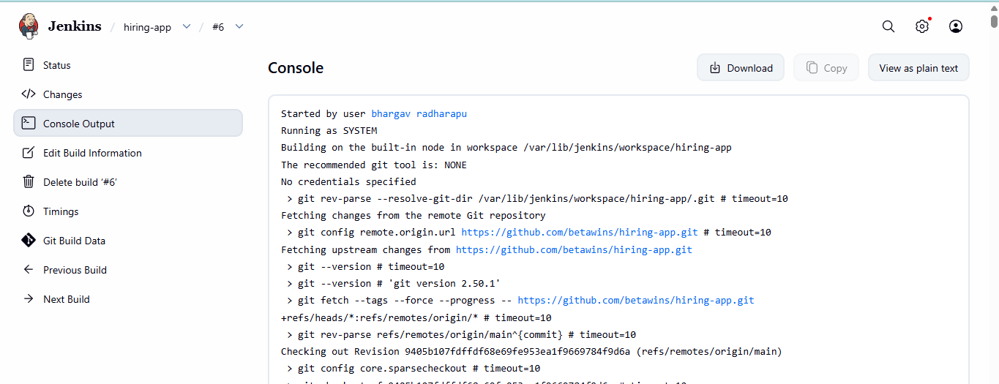 Jenkins / hiring-app / #6
Status
Changes
Console Output
Edit Build Information
Delete build ‘#6’
Timings
Git Build Data
Previous Build
Next Build
Console
Download
Copy
View as plain text
Started by user bhargav radharapu
Running as SYSTEM
Building on the built-in node in workspace /var/lib/jenkins/workspace/hiring-app
The recommended git tool is: NONE
No credentials specified
> git rev-parse --resolve-git-dir /var/lib/jenkins/workspace/hiring-app/.git # timeout=10
Fetching changes from the remote Git repository
> git config remote.origin.url https://github.com/betawins/hiring-app.git # timeout=10
Fetching upstream changes from https://github.com/betawins/hiring-app.git
> git --version # timeout=10
> git --version # 'git version 2.50.1'
> git fetch --tags --force --progress -- https://github.com/betawins/hiring-app.git
+refs/heads/*:refs/remotes/origin/* # timeout=10
> git rev-parse refs/remotes/origin/main^{commit} # timeout=10
Checking out Revision 9405b107fdffdf68e69fe953ea1f9669784f9d6a (refs/remotes/origin/main)
> git config core.sparsecheckout # timeout=10